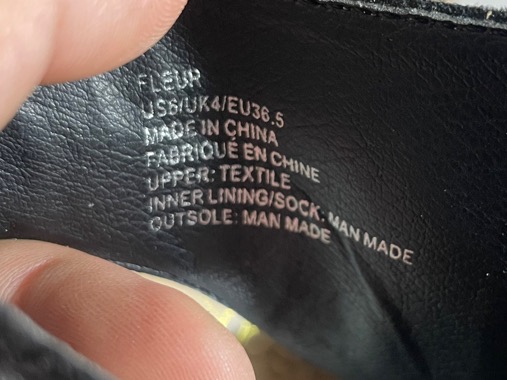 FLEUR
US6/UK4/EU36.5
MADE IN CHINA
FABRIQUÉ EN CHINE
UPPER: TEXTILE
INNER LINING/SOCK: MAN MADE
OUTSOLE: MAN MADE